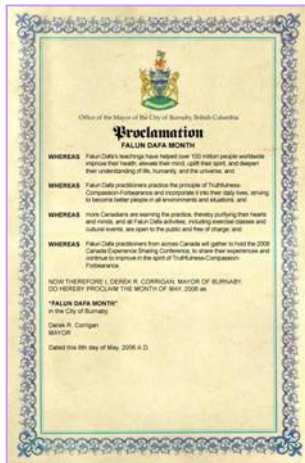 Office of the Mayor of the City of Burnaby, British Columbia
Proclamation
FALUN DAFA MONTH
WHEREAS Falun Dafa's teachings have helped over 100 million people worldwide
improve their health, elevate their mind, uplift their spirit, and deepen
their understanding of life, humanity, and the universe; and
WHEREAS Falun Dafa practitioners practice the principle of Truthfulness-
Compassion-Forbearance and incorporate it into their daily lives, striving
to become better people in all environments and situations; and
WHEREAS more Canadians are learning the practice, thereby purifying their hearts
and minds, and all Falun Dafa activities, including exercise classes and
cultural events, are open to the public and free of charge; and
WHEREAS Falun Dafa practitioners from across Canada will gather to hold the 2006
Canada Experience Sharing Conference, to share their experiences and
continue to improve in the spirit of Truthfulness-Compassion-
Forbearance.
NOW THEREFORE I, DEREK R. CORRIGAN, MAYOR OF BURNABY,
DO HEREBY PROCLAIM THE MONTH OF MAY, 2006 as
"FALUN DAFA MONTH"
in the City of Burnaby.
Derek R. Corrigan
MAYOR
Dated this 8th day of May, 2006 A.D.